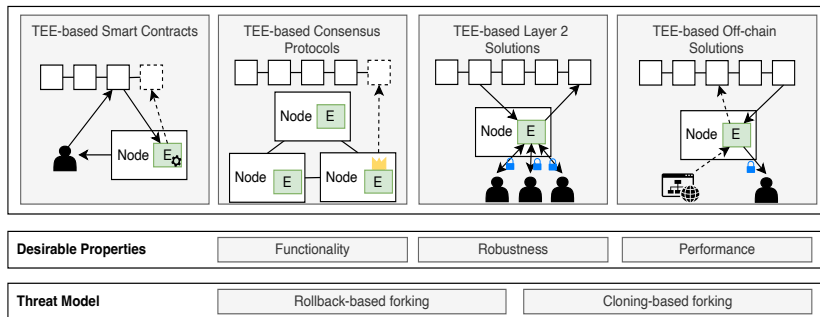 TEE-based Smart Contracts
Node
E
TEE-based Consensus
Protocols
Node
E
Node
E
Node
E
TEE-based Layer 2
Solutions
Node
E
TEE-based Off-chain
Solutions
Node
E
Desirable Properties
Functionality
Robustness
Performance
Threat Model
Rollback-based forking
Cloning-based forking